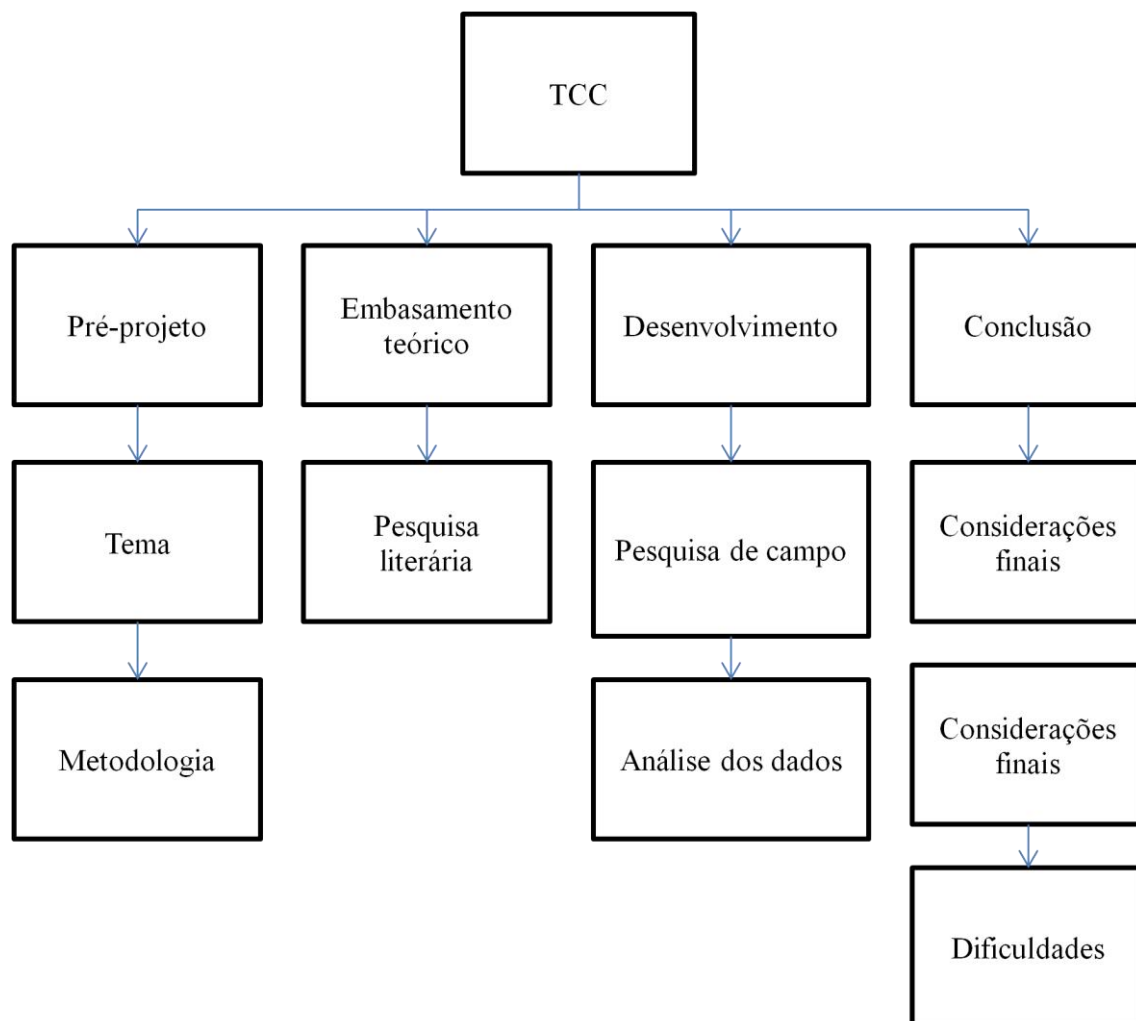 TCC
Pré-projeto
Embasamento
teórico
Desenvolvimento
Conclusão
Tema
Pesquisa
literária
Pesquisa de campo
Considerações
finais
Metodologia
Análise dos dados
Considerações
finais
Dificuldades